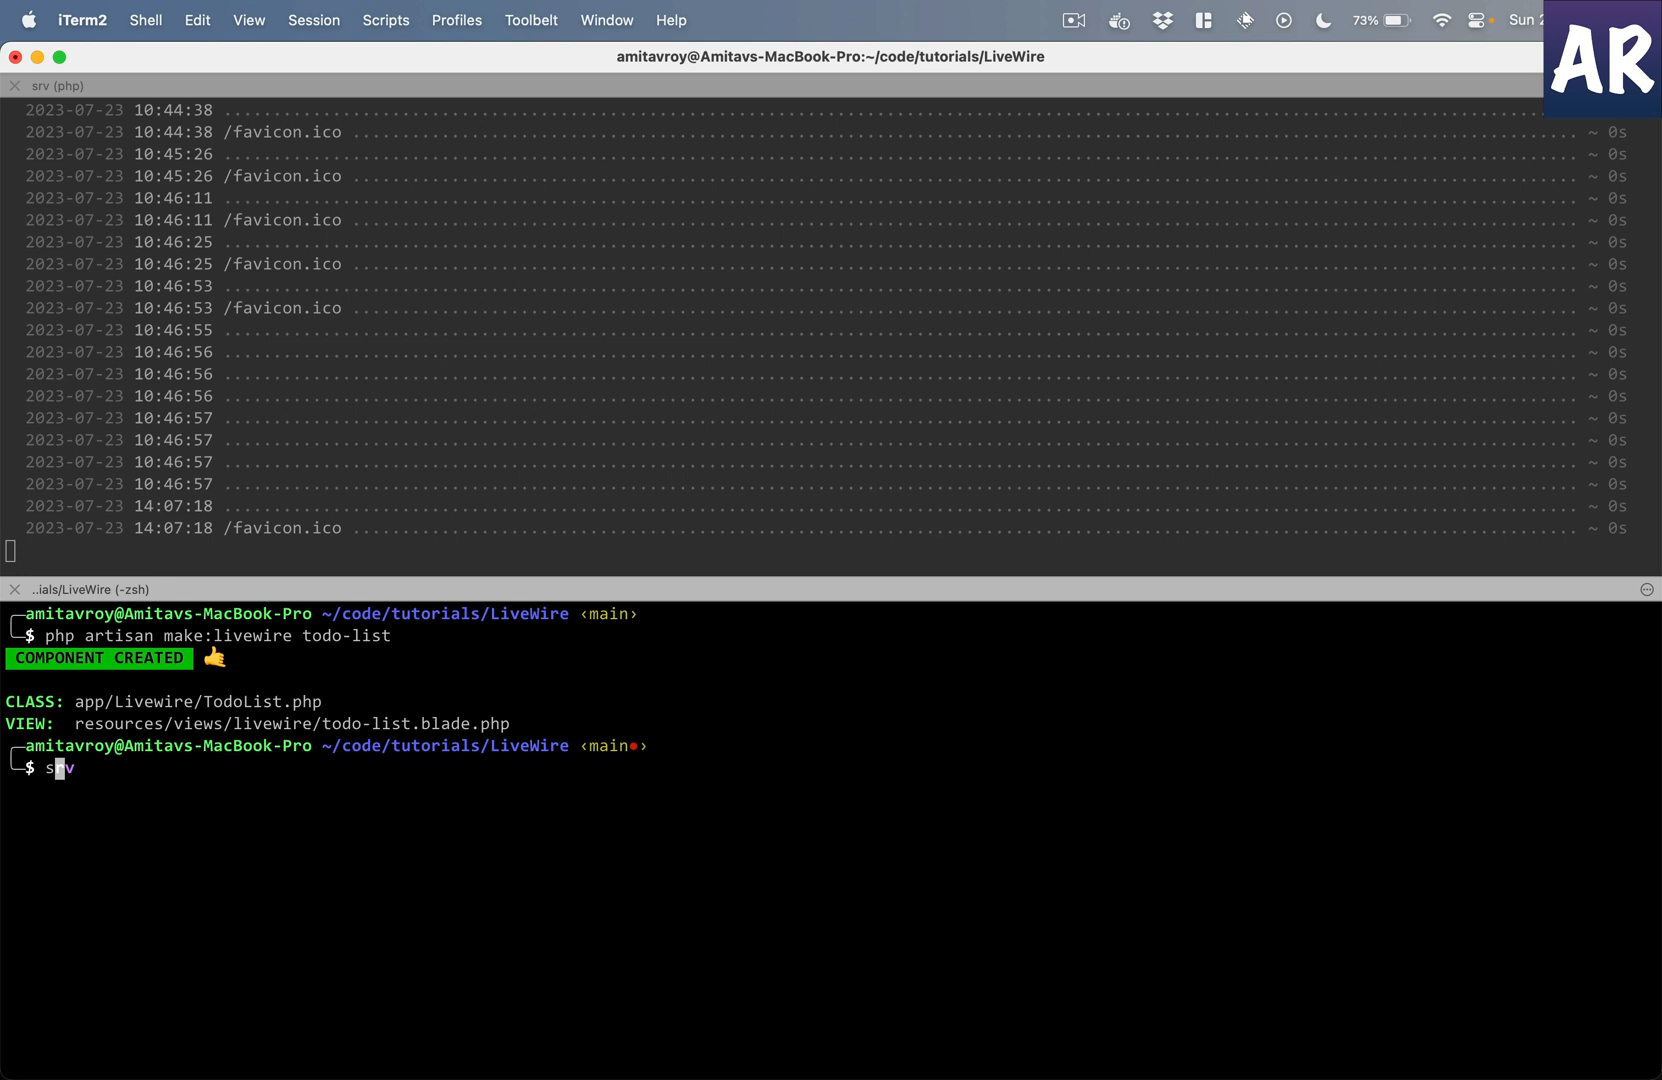 iTerm2 Shell Edit View Session Scripts Profiles Toolbelt Window Help 73% Sun
AR
amitavroy@Amitavs-MacBook-Pro:~/code/tutorials/LiveWire
srv (php)
2023-07-23 10:44:38
2023-07-23 10:44:38 /favicon.ico ~ 0s
2023-07-23 10:45:26 ~ 0s
2023-07-23 10:45:26 /favicon.ico ~ 0s
2023-07-23 10:46:11 ~ 0s
2023-07-23 10:46:11 /favicon.ico ~ 0s
2023-07-23 10:46:25 ~ 0s
2023-07-23 10:46:25 /favicon.ico ~ 0s
2023-07-23 10:46:53 ~ 0s
2023-07-23 10:46:53 /favicon.ico ~ 0s
2023-07-23 10:46:55 ~ 0s
2023-07-23 10:46:56 ~ 0s
2023-07-23 10:46:56 ~ 0s
2023-07-23 10:46:56 ~ 0s
2023-07-23 10:46:57 ~ 0s
2023-07-23 10:46:57 ~ 0s
2023-07-23 10:46:57 ~ 0s
2023-07-23 10:46:57 ~ 0s
2023-07-23 14:07:18 ~ 0s
2023-07-23 14:07:18 /favicon.ico ~ 0s
..ials/LiveWire (-zsh)
amitavroy@Amitavs-MacBook-Pro ~/code/tutorials/LiveWire ‹main›
$ php artisan make:livewire todo-list
COMPONENT CREATED 🤙
CLASS: app/Livewire/TodoList.php
VIEW: resources/views/livewire/todo-list.blade.php
amitavroy@Amitavs-MacBook-Pro ~/code/tutorials/LiveWire ‹main●›
$ srv